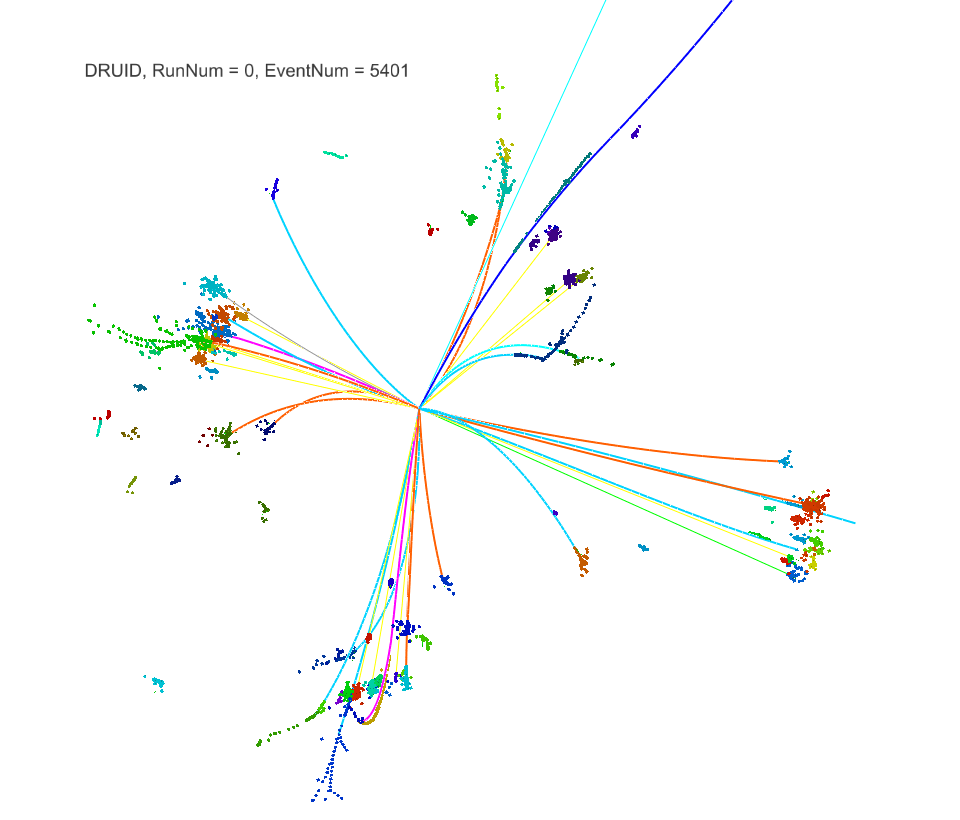 DRUID, RunNum = 0, EventNum = 5401